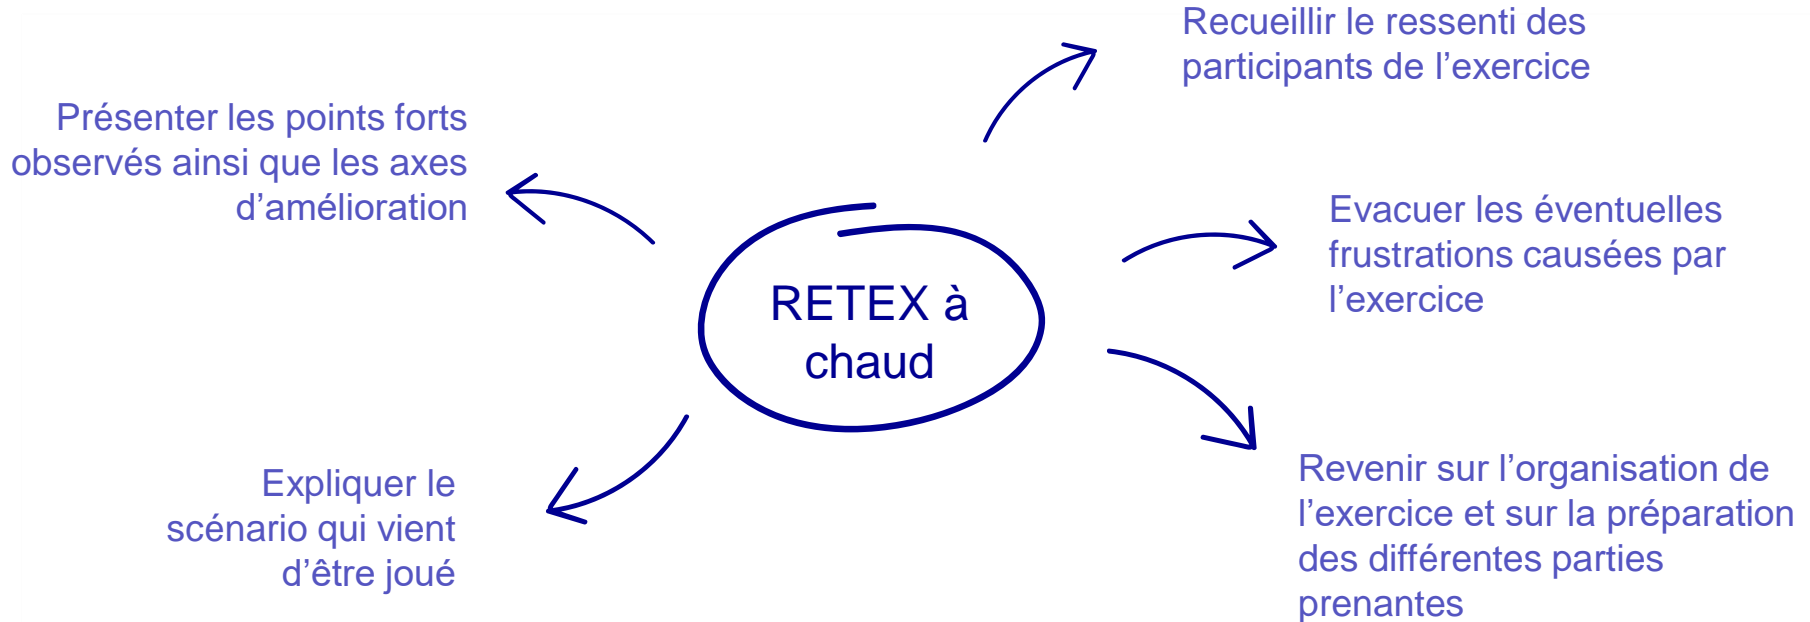 Recueillir le ressenti des
participants de l’exercice
Présenter les points forts
observés ainsi que les axes
d’amélioration
Evacuer les éventuelles
frustrations causées par
l’exercice
RETEX à
chaud
Revenir sur l’organisation de
l’exercice et sur la préparation
des différentes parties
prenantes
Expliquer le
scénario qui vient
d’être joué